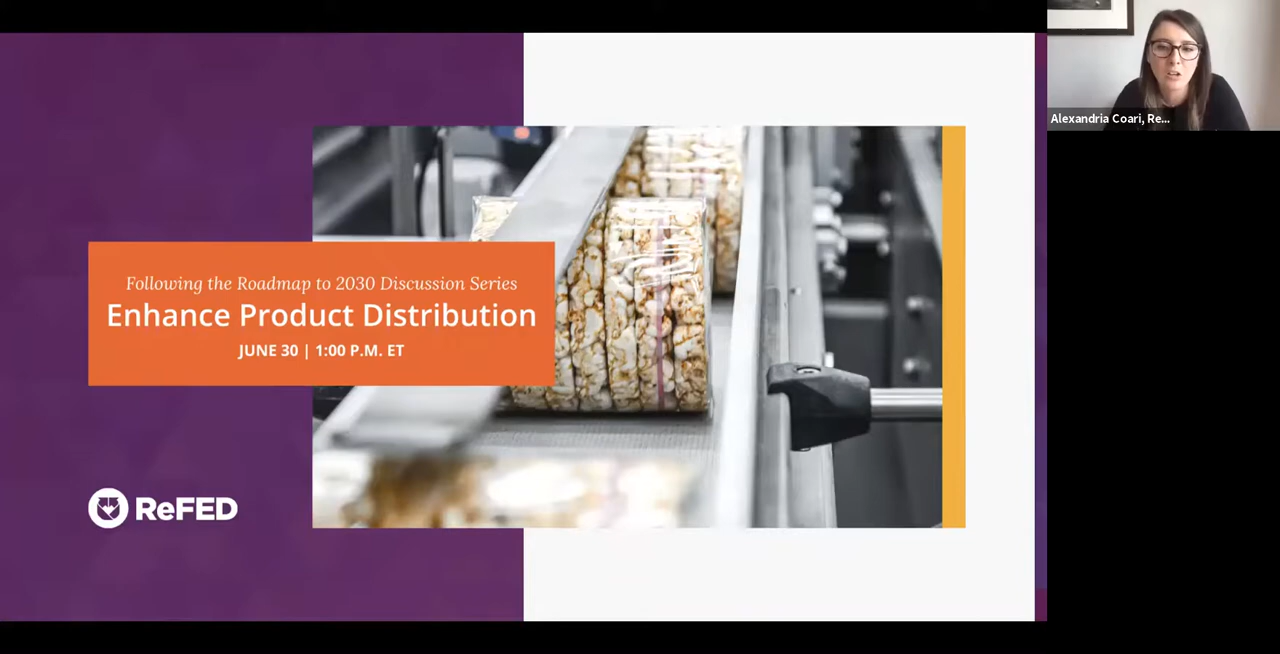 Following the Roadmap to 2030 Discussion Series
Enhance Product Distribution
JUNE 30 | 1:00 P.M. ET
ReFED
Alexandria Coari, Re...